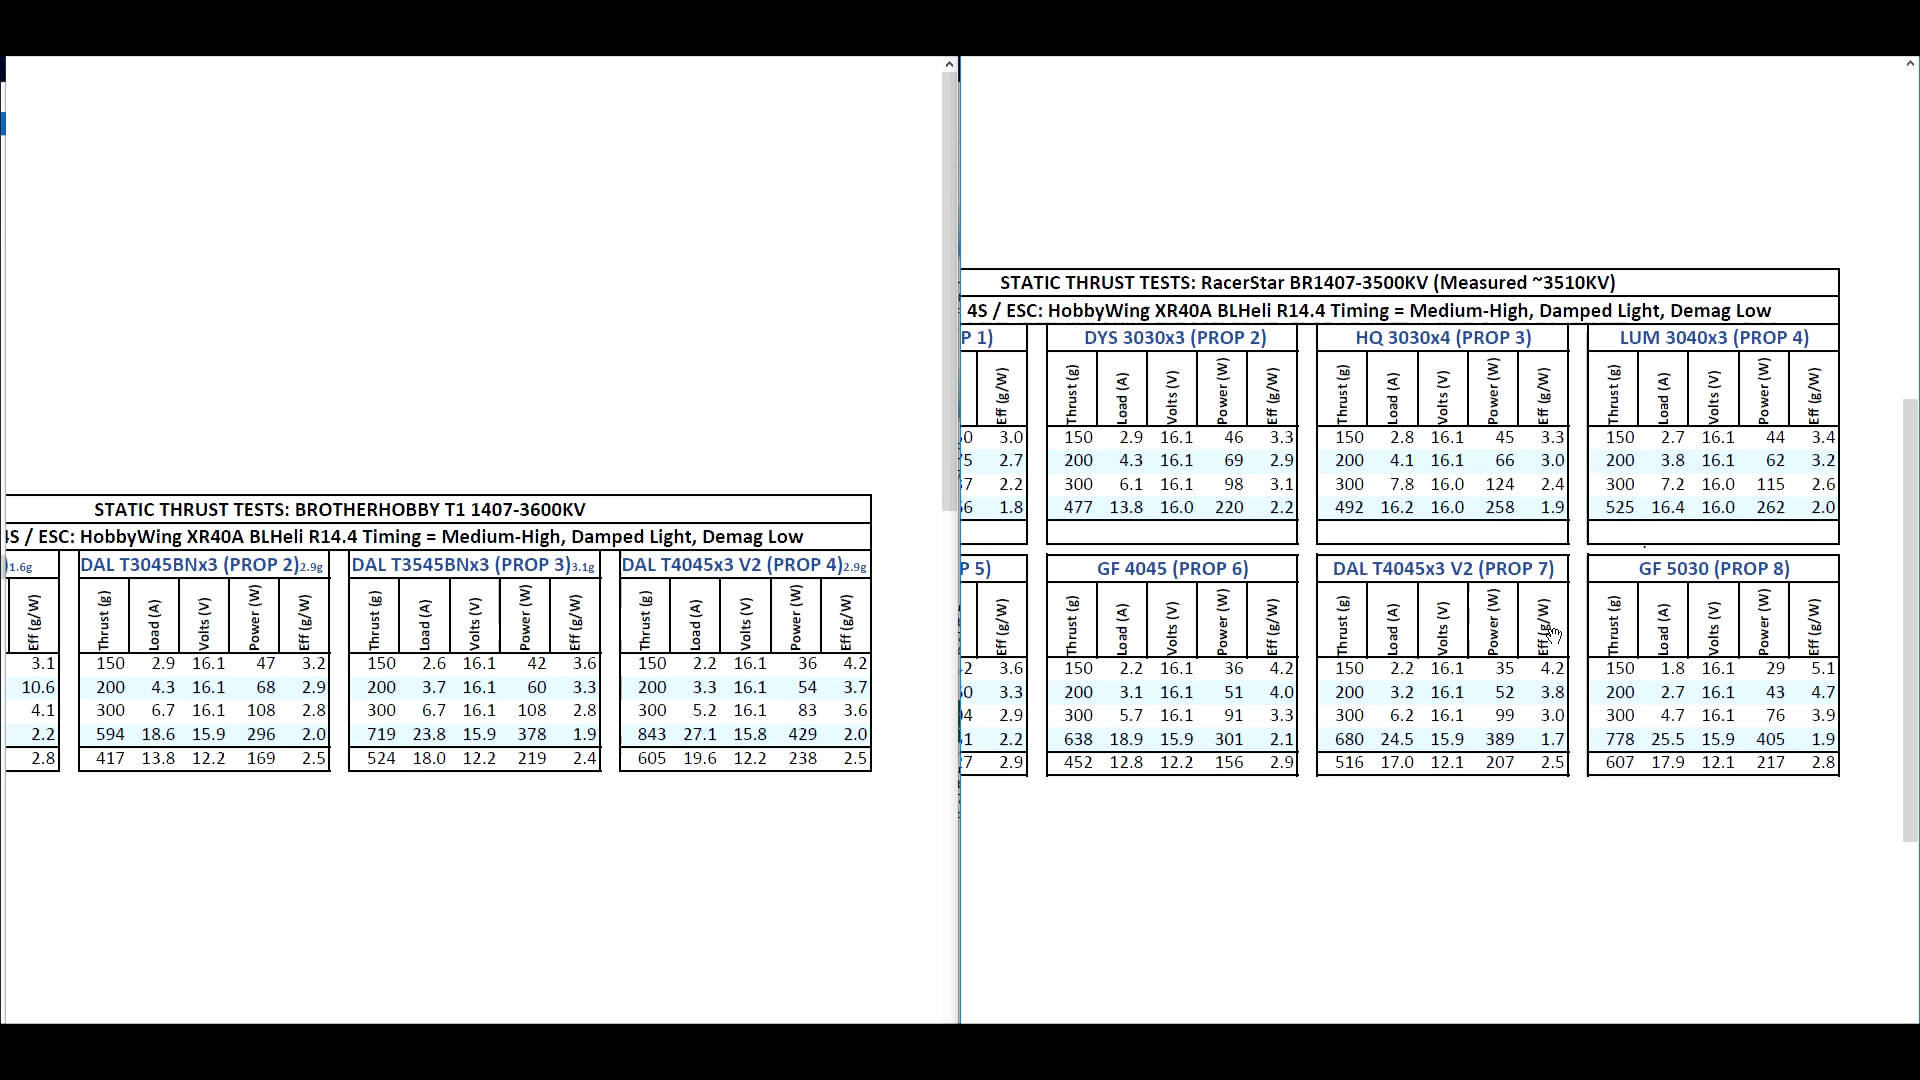 STATIC THRUST TESTS: BROTHERHOBBY T1 1407-3600KV
4S / ESC: HobbyWing XR40A BLHeli R14.4 Timing = Medium-High, Damped Light, Demag Low
)1.6g DAL T3045BNx3 (PROP 2)2.9g DAL T3545BNx3 (PROP 3)3.1g DAL T4045x3 V2 (PROP 4)2.9g
Eff (g/W) Thrust (g) Load (A) Volts (V) Power (W) Eff (g/W) Thrust (g) Load (A) Volts (V) Power (W) Eff (g/W) Thrust (g) Load (A) Volts (V) Power (W) Eff (g/W)
3.1 150 2.9 16.1 47 3.2 150 2.6 16.1 42 3.6 150 2.2 16.1 36 4.2
10.6 200 4.3 16.1 68 2.9 200 3.7 16.1 60 3.3 200 3.3 16.1 54 3.7
4.1 300 6.7 16.1 108 2.8 300 6.7 16.1 108 2.8 300 5.2 16.1 83 3.6
2.2 594 18.6 15.9 296 2.0 719 23.8 15.9 378 1.9 843 27.1 15.8 429 2.0
2.8 417 13.8 12.2 169 2.5 524 18.0 12.2 219 2.4 605 19.6 12.2 238 2.5
STATIC THRUST TESTS: RacerStar BR1407-3500KV (Measured ~3510KV)
4S / ESC: HobbyWing XR40A BLHeli R14.4 Timing = Medium-High, Damped Light, Demag Low
P 1) DYS 3030x3 (PROP 2) HQ 3030x4 (PROP 3) LUM 3040x3 (PROP 4)
Eff (g/W) Thrust (g) Load (A) Volts (V) Power (W) Eff (g/W) Thrust (g) Load (A) Volts (V) Power (W) Eff (g/W) Thrust (g) Load (A) Volts (V) Power (W) Eff (g/W)
0 3.0 150 2.9 16.1 46 3.3 150 2.8 16.1 45 3.3 150 2.7 16.1 44 3.4
5 2.7 200 4.3 16.1 69 2.9 200 4.1 16.1 66 3.0 200 3.8 16.1 62 3.2
7 2.2 300 6.1 16.1 98 3.1 300 7.8 16.0 124 2.4 300 7.2 16.0 115 2.6
6 1.8 477 13.8 16.0 220 2.2 492 16.2 16.0 258 1.9 525 16.4 16.0 262 2.0
P 5) GF 4045 (PROP 6) DAL T4045x3 V2 (PROP 7) GF 5030 (PROP 8)
Eff (g/W) Thrust (g) Load (A) Volts (V) Power (W) Eff (g/W) Thrust (g) Load (A) Volts (V) Power (W) Eff (g/W) Thrust (g) Load (A) Volts (V) Power (W) Eff (g/W)
2 3.6 150 2.2 16.1 36 4.2 150 2.2 16.1 35 4.2 150 1.8 16.1 29 5.1
0 3.3 200 3.1 16.1 51 4.0 200 3.2 16.1 52 3.8 200 2.7 16.1 43 4.7
4 2.9 300 5.7 16.1 91 3.3 300 6.2 16.1 99 3.0 300 4.7 16.1 76 3.9
1 2.2 638 18.9 15.9 301 2.1 680 24.5 15.9 389 1.7 778 25.5 15.9 405 1.9
7 2.9 452 12.8 12.2 156 2.9 516 17.0 12.1 207 2.5 607 17.9 12.1 217 2.8